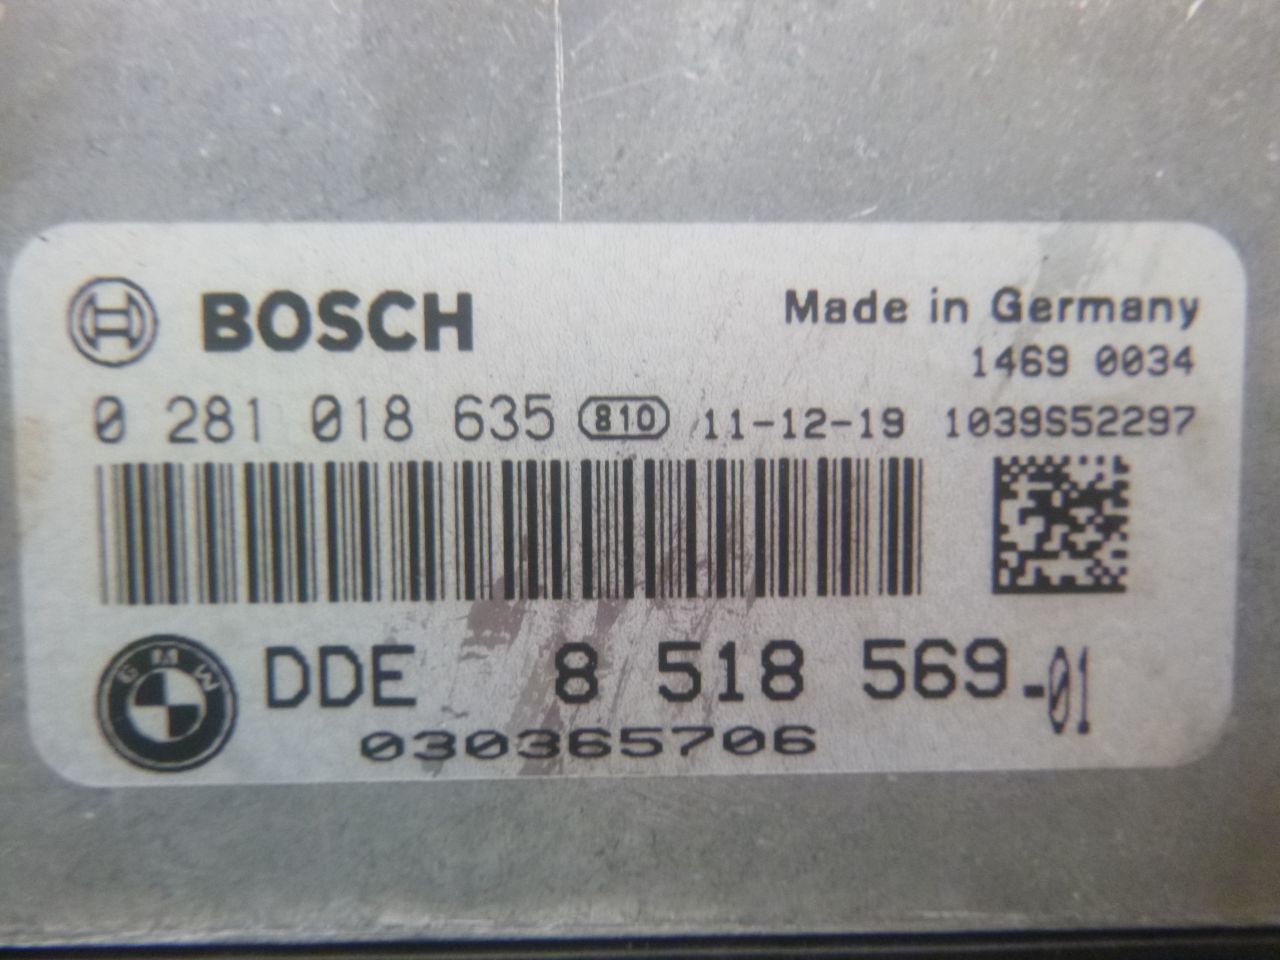 BOSCH
Made in Germany
1469 0034
0 281 018 635 810 11-12-19 1039S52297
BMW
DDE 8 518 569-01
030365706